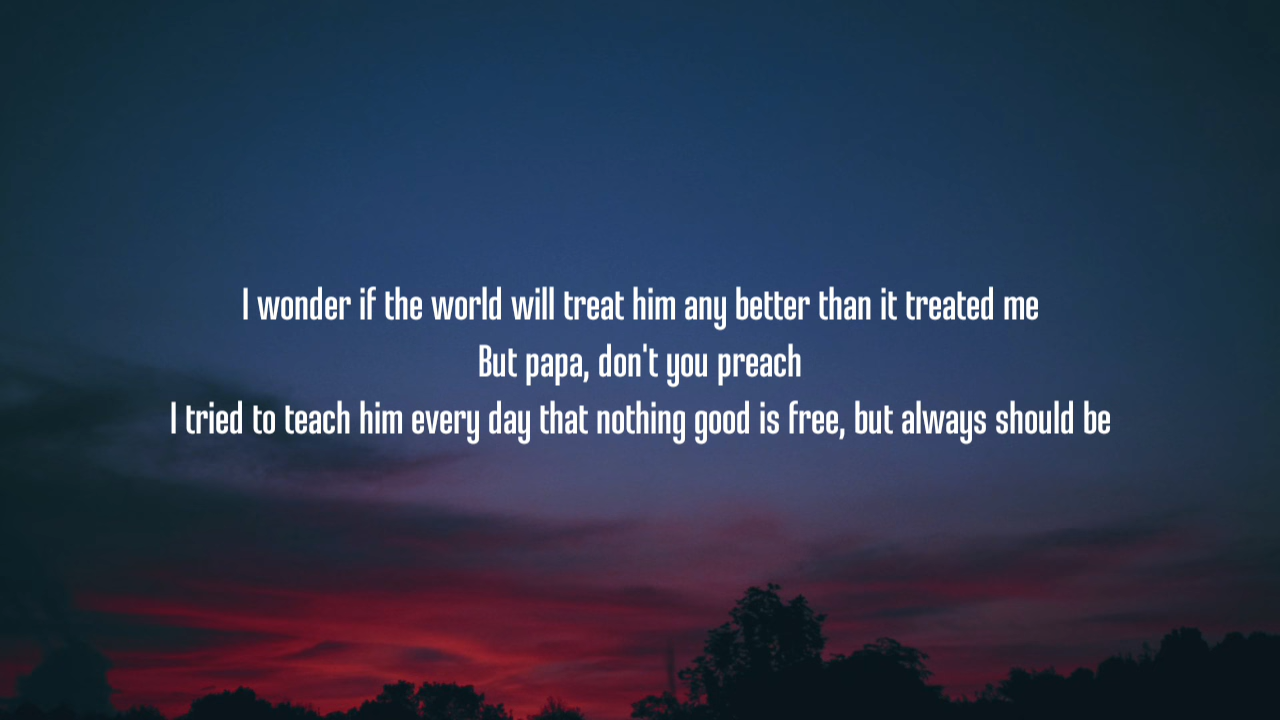 I wonder if the world will treat him any better than it treated me
But papa, don't you preach
I tried to teach him every day that nothing good is free, but always should be